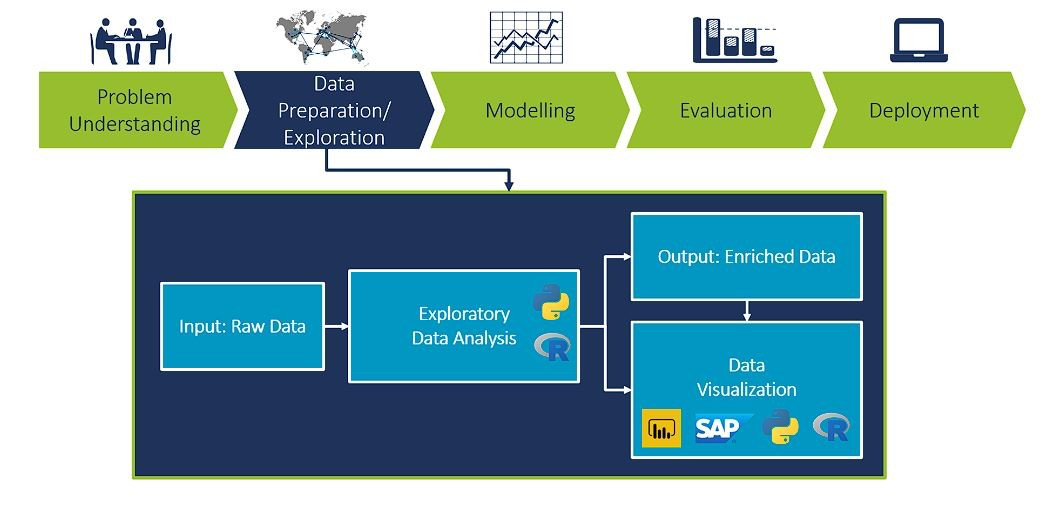 Problem
Understanding
Data
Preparation/
Exploration
Modelling
Evaluation
Deployment
Input: Raw Data
Exploratory
Data Analysis
R
Output: Enriched Data
Data
Visualization
SAP
R